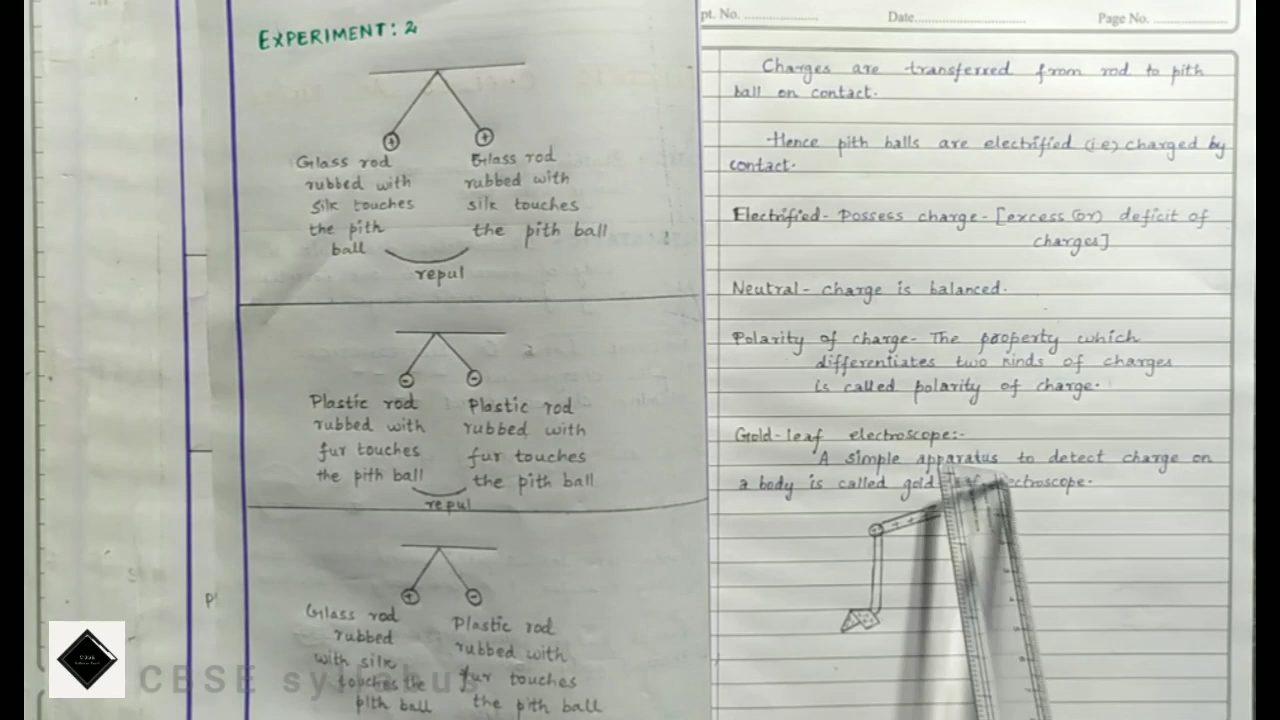 EXPERIMENT: 2
Glass rod
rubbed with
silk touches
the pith
ball
Glass rod
rubbed with
silk touches
the pith ball
repul
Plastic rod
rubbed with
fur touches
the pith ball
Plastic rod
rubbed with
fur touches
the pith ball
repul
Glass rod
rubbed
with silk
touches the
pith ball
Plastic rod
rubbed with
fur touches
the pith ball
pt. No. Date Page No.
Charges are transferred from rod to pith
ball on contact.
Hence pith balls are electrified (i.e) charged by
contact.
Electrified- Possess charge- [excess (or) deficit of
charges]
Neutral- charge is balanced.
Polarity of charge- The property which
differentiates two kinds of charges
is called polarity of charge.
Gold-leaf electroscope:-
A simple apparatus to detect charge on
a body is called gold electroscope.
CBSE syllabus